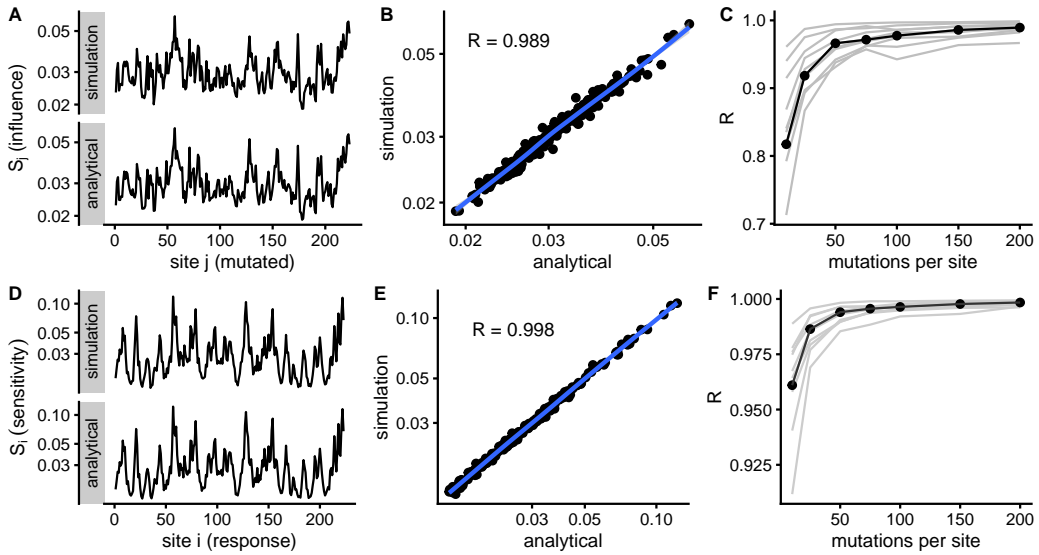 A
S_j (influence)
simulation
0.05
0.03
0.02
analytical
0.05
0.03
0.02
0
50
100
150
200
site j (mutated)
B
R = 0.989
simulation
0.05
0.03
0.02
0.02
0.03
0.05
analytical
C
R
1.0
0.9
0.8
0.7
50
100
150
200
mutations per site
D
S_i (sensitivity)
simulation
0.10
0.05
0.03
analytical
0.10
0.05
0.03
0
50
100
150
200
site i (response)
E
R = 0.998
simulation
0.10
0.05
0.03
0.03
0.05
0.10
analytical
F
R
1.000
0.975
0.950
0.925
50
100
150
200
mutations per site